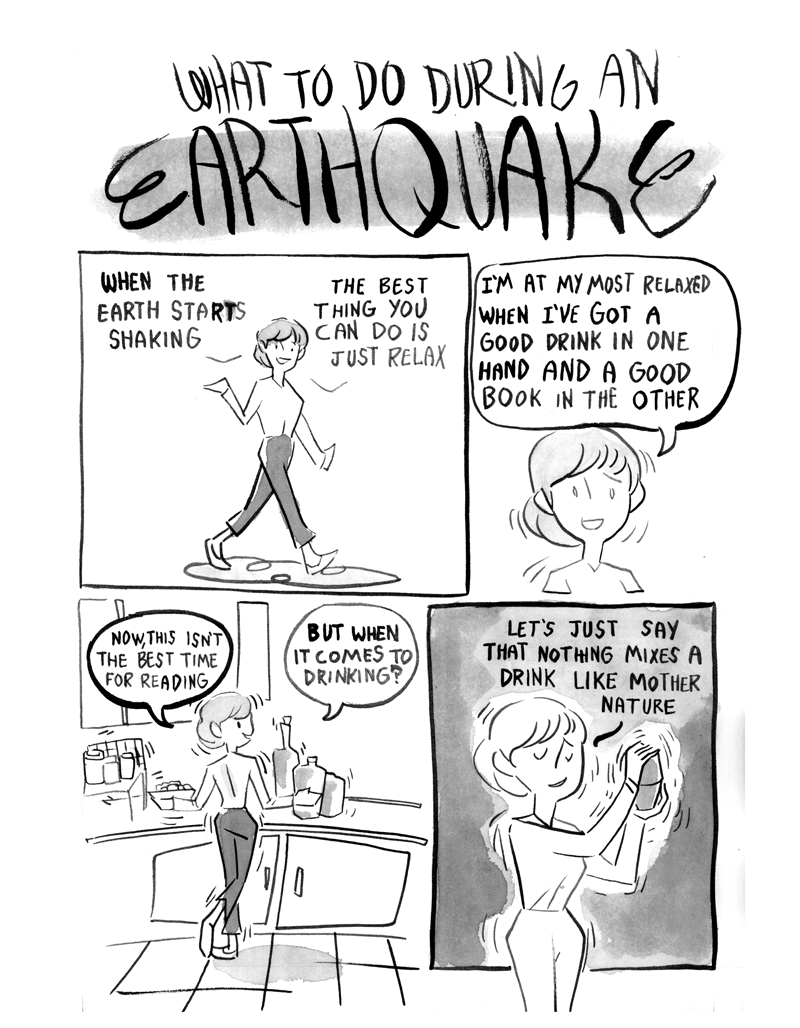 WHAT TO DO DURING AN
EARTHQUAKE
WHEN THE
EARTH STARTS
SHAKING
THE BEST
THING YOU
CAN DO IS
JUST RELAX
I'M AT MY MOST RELAXED
WHEN I'VE GOT A
GOOD DRINK IN ONE
HAND AND A GOOD
BOOK IN THE OTHER
NOW, THIS ISN'T
THE BEST TIME
FOR READING
BUT WHEN
IT COMES TO
DRINKING?
LET'S JUST SAY
THAT NOTHING MIXES A
DRINK LIKE MOTHER
NATURE